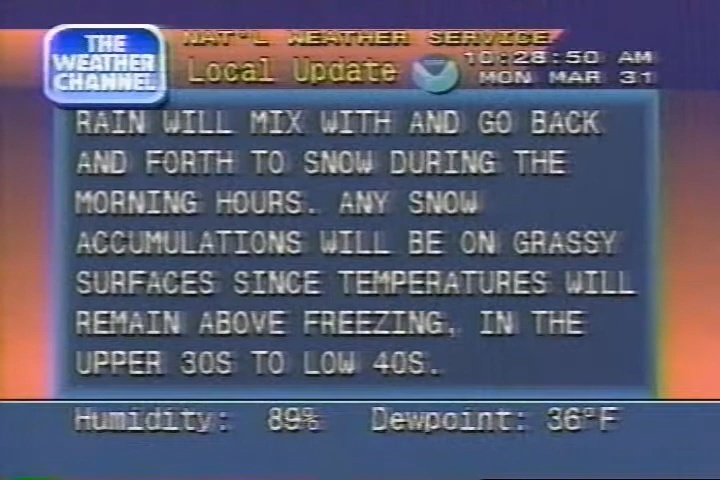 THE
WEATHER
CHANNEL
NAT'L WEATHER SERVICE
Local Update
10:28:50 AM
MON MAR 31
RAIN WILL MIX WITH AND GO BACK
AND FORTH TO SNOW DURING THE
MORNING HOURS. ANY SNOW
ACCUMULATIONS WILL BE ON GRASSY
SURFACES SINCE TEMPERATURES WILL
REMAIN ABOVE FREEZING, IN THE
UPPER 30S TO LOW 40S.
Humidity: 89% Dewpoint: 36°F